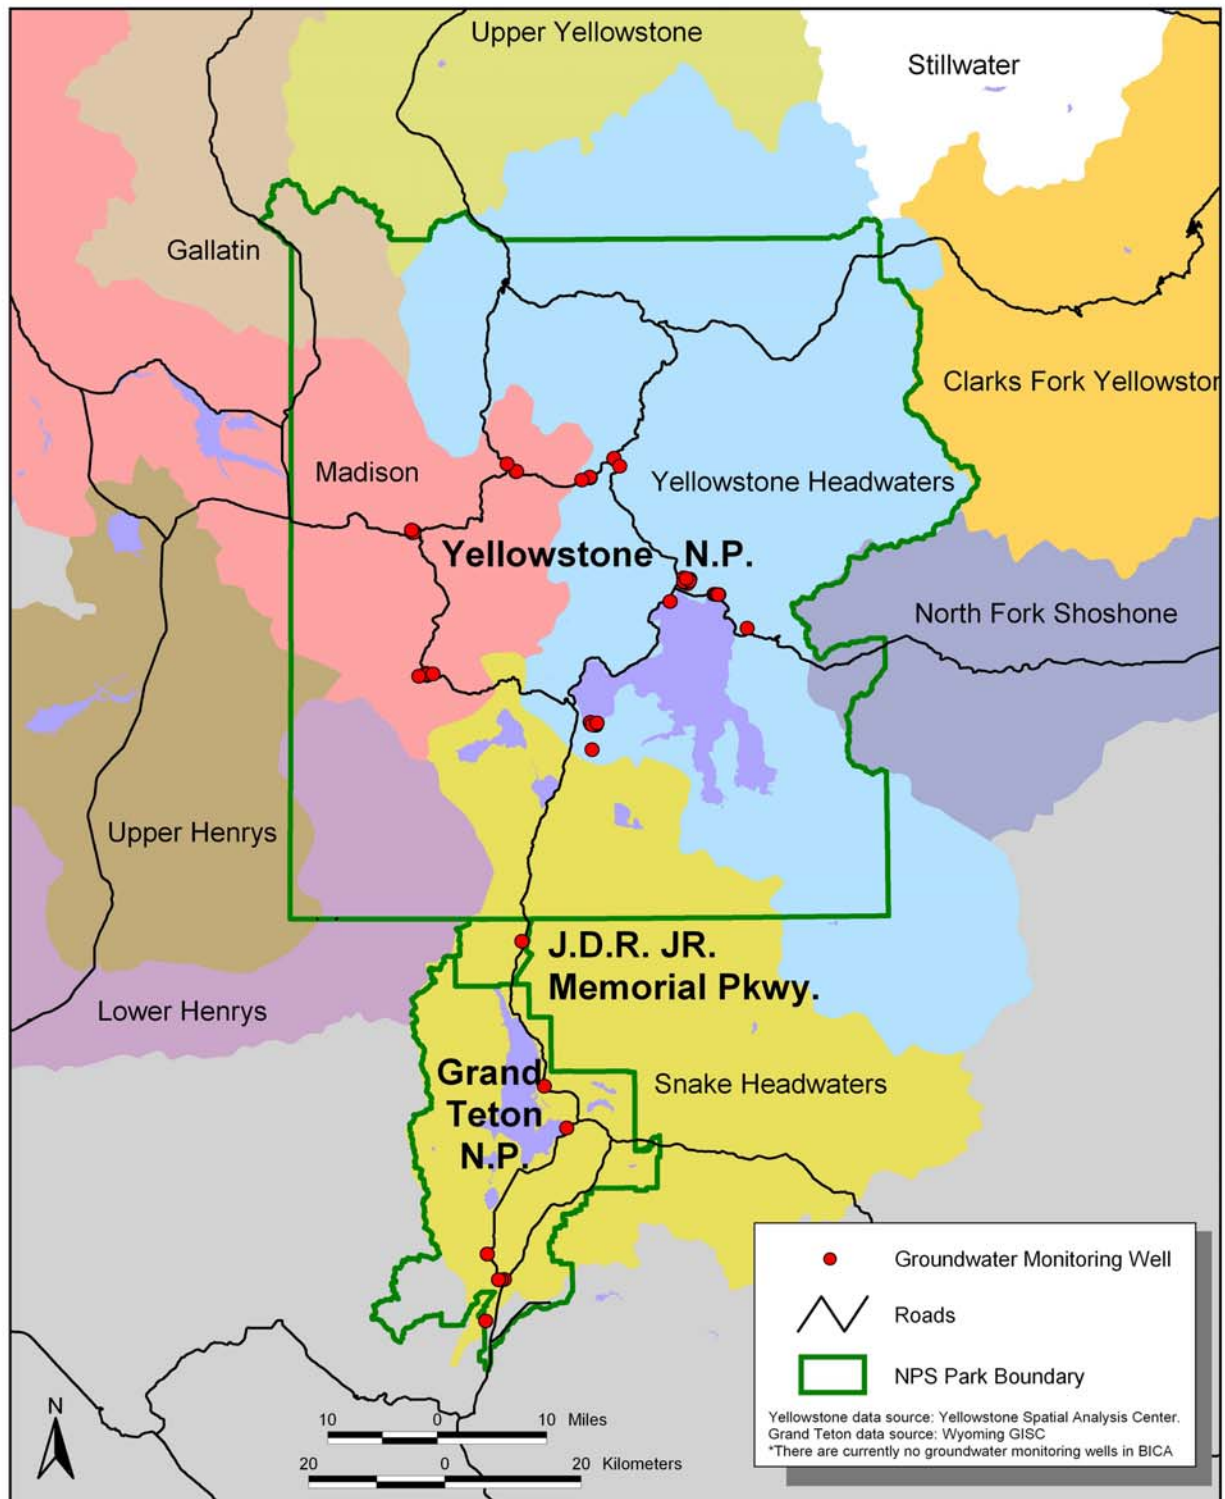 Upper Yellowstone
Stillwater
Gallatin
Clarks Fork Yellowstor
Madison
Yellowstone Headwaters
Yellowstone N.P.
North Fork Shoshone
Upper Henrys
J.D.R. JR.
Memorial Pkwy.
Lower Henrys
Grand
Teton
N.P.
Snake Headwaters
Groundwater Monitoring Well
Roads
NPS Park Boundary
Yellowstone data source: Yellowstone Spatial Analysis Center.
Grand Teton data source: Wyoming GISC
*There are currently no groundwater monitoring wells in BICA
N
10 0 10 Miles
20 0 20 Kilometers